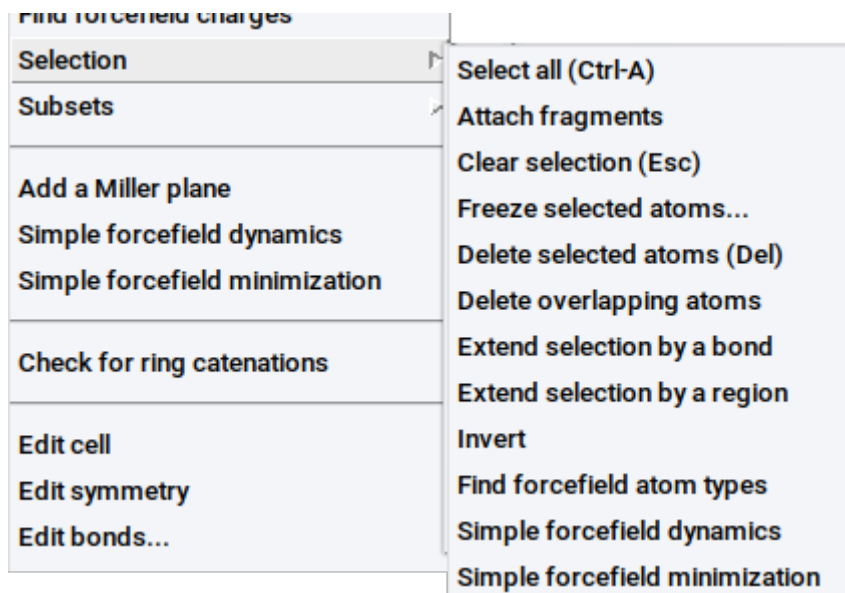 Find forcefield charges
Selection
Subsets
Add a Miller plane
Simple forcefield dynamics
Simple forcefield minimization
Check for ring catenations
Edit cell
Edit symmetry
Edit bonds...
Select all (Ctrl-A)
Attach fragments
Clear selection (Esc)
Freeze selected atoms...
Delete selected atoms (Del)
Delete overlapping atoms
Extend selection by a bond
Extend selection by a region
Invert
Find forcefield atom types
Simple forcefield dynamics
Simple forcefield minimization